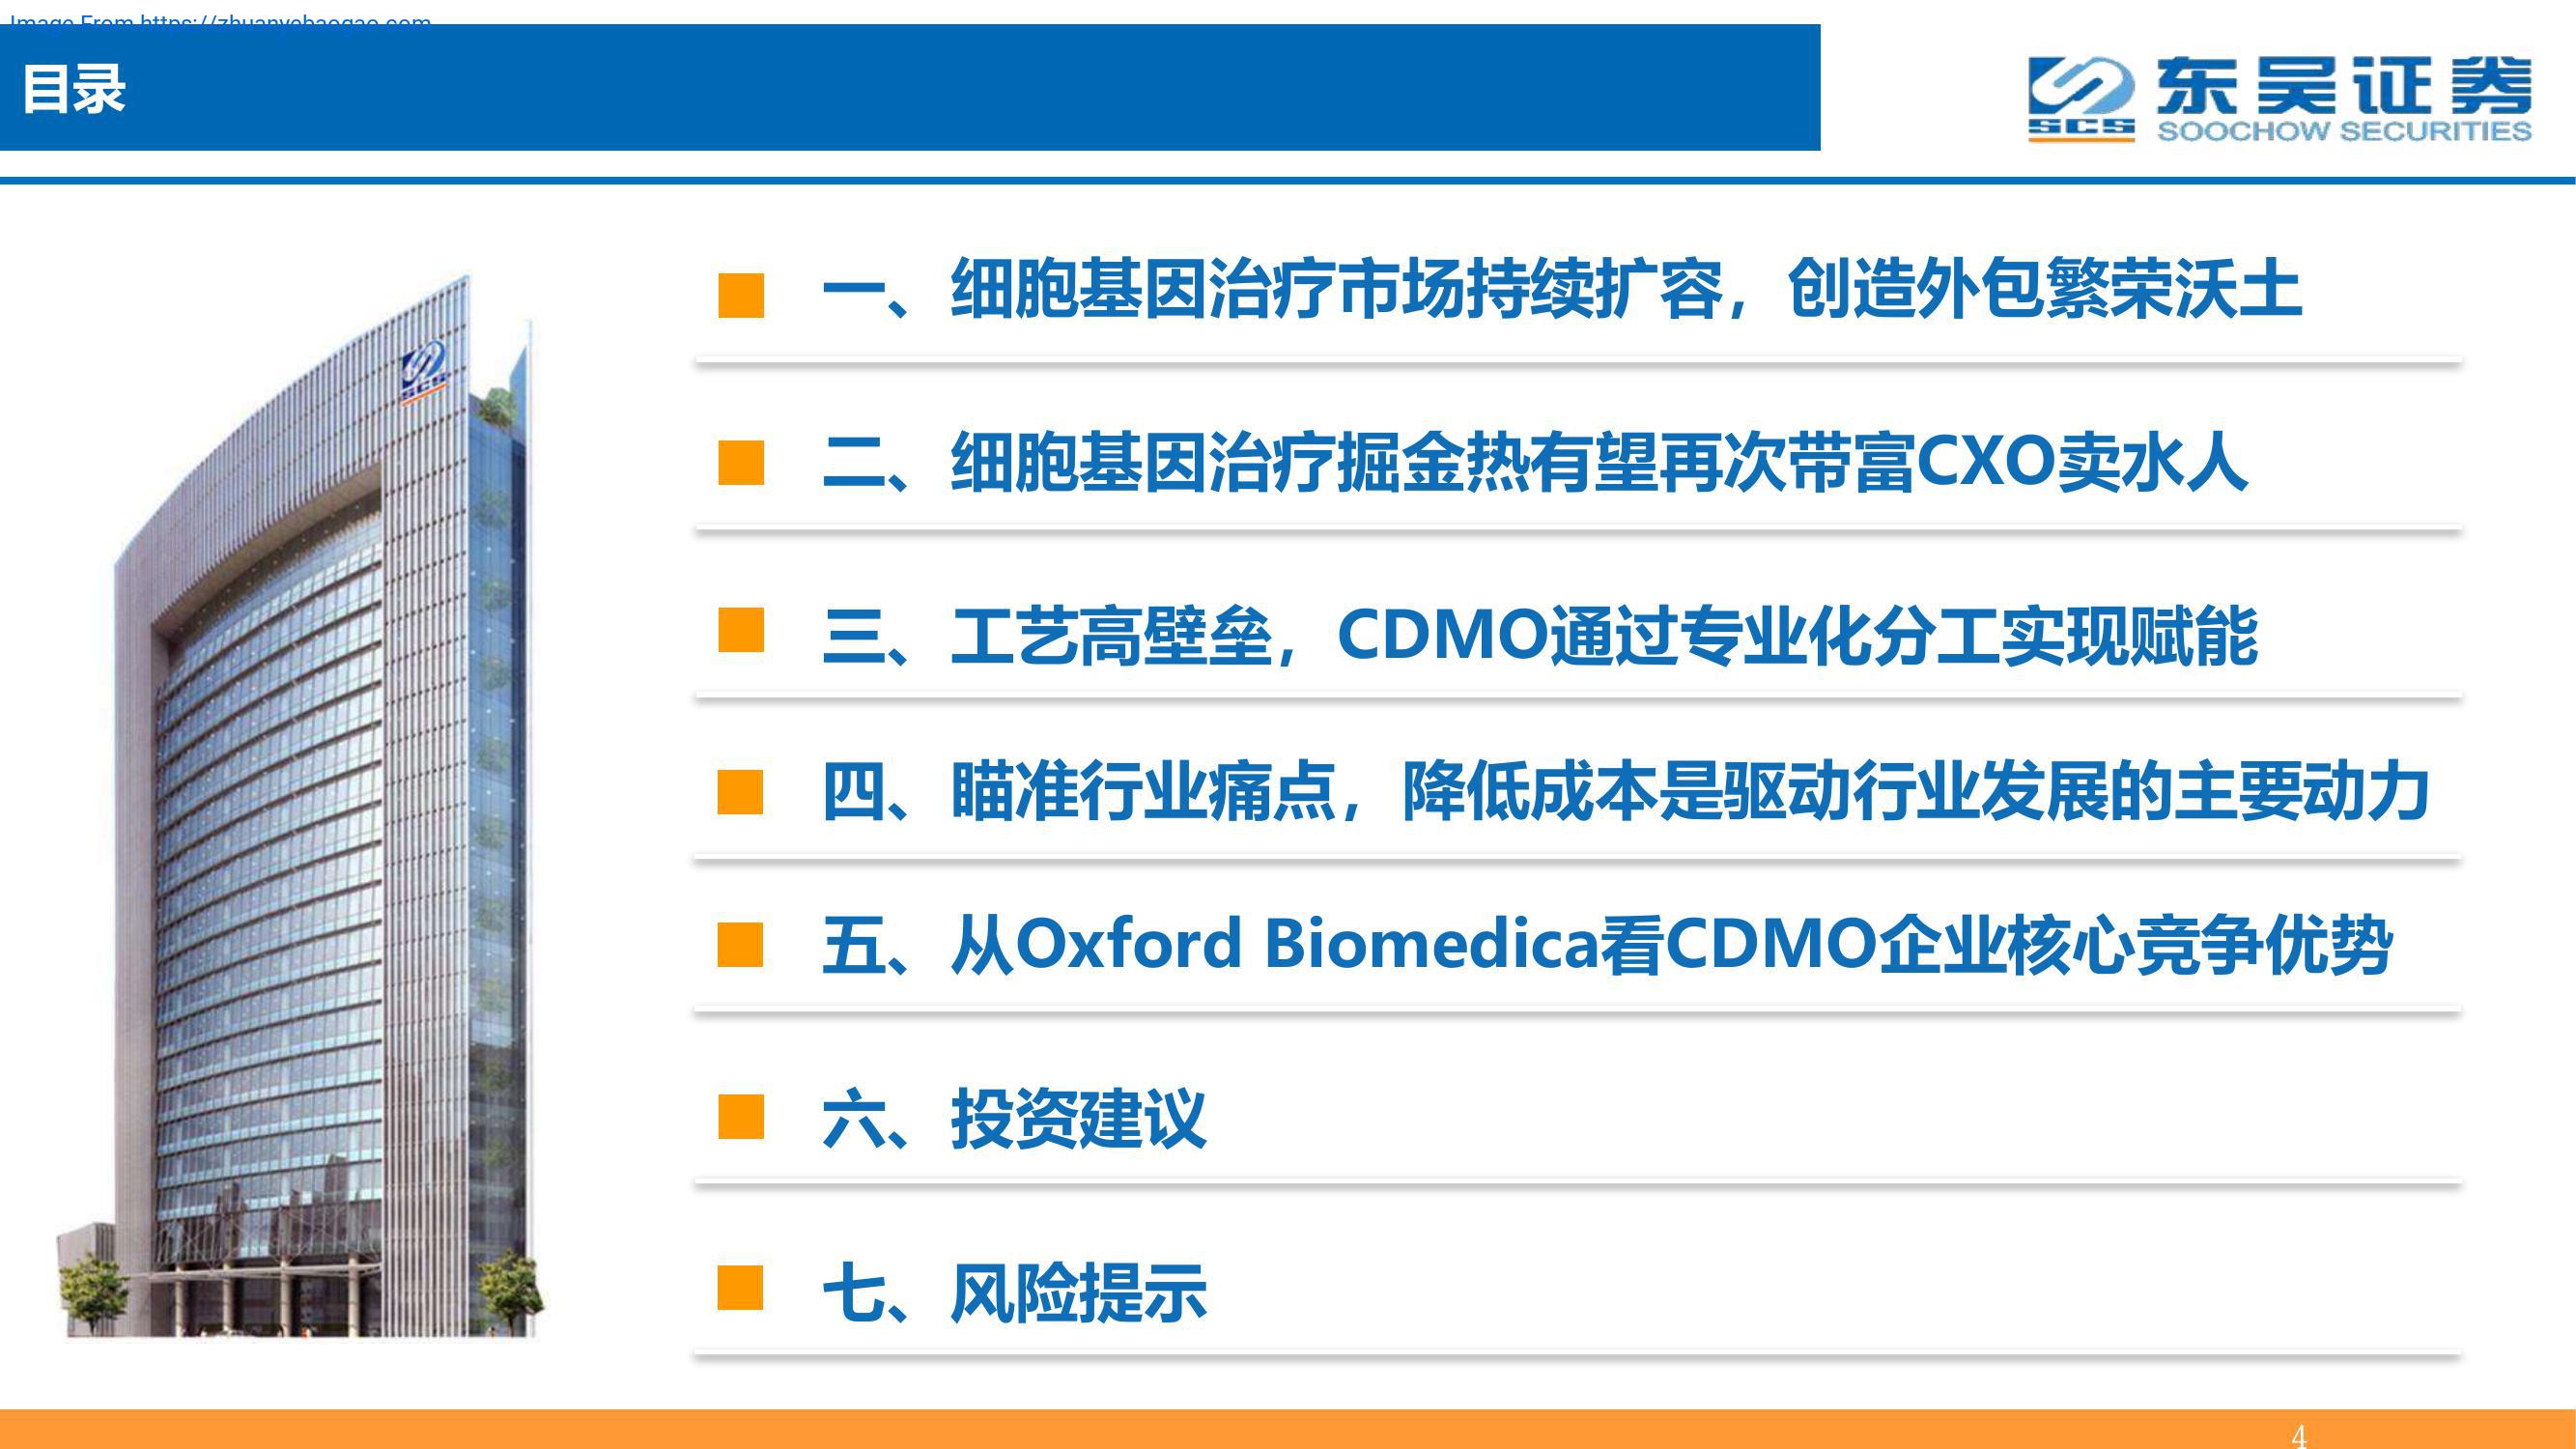 Image From https://zhuanyebaogao.com
目录
东吴证券
SCS
SOOCHOW SECURITIES
SCS
一、细胞基因治疗市场持续扩容，创造外包繁荣沃土
二、细胞基因治疗掘金热有望再次带富CXO卖水人
三、工艺高壁垒，CDMO通过专业化分工实现赋能
四、瞄准行业痛点，降低成本是驱动行业发展的主要动力
五、从Oxford Biomedica看CDMO企业核心竞争优势
六、投资建议
七、风险提示
4